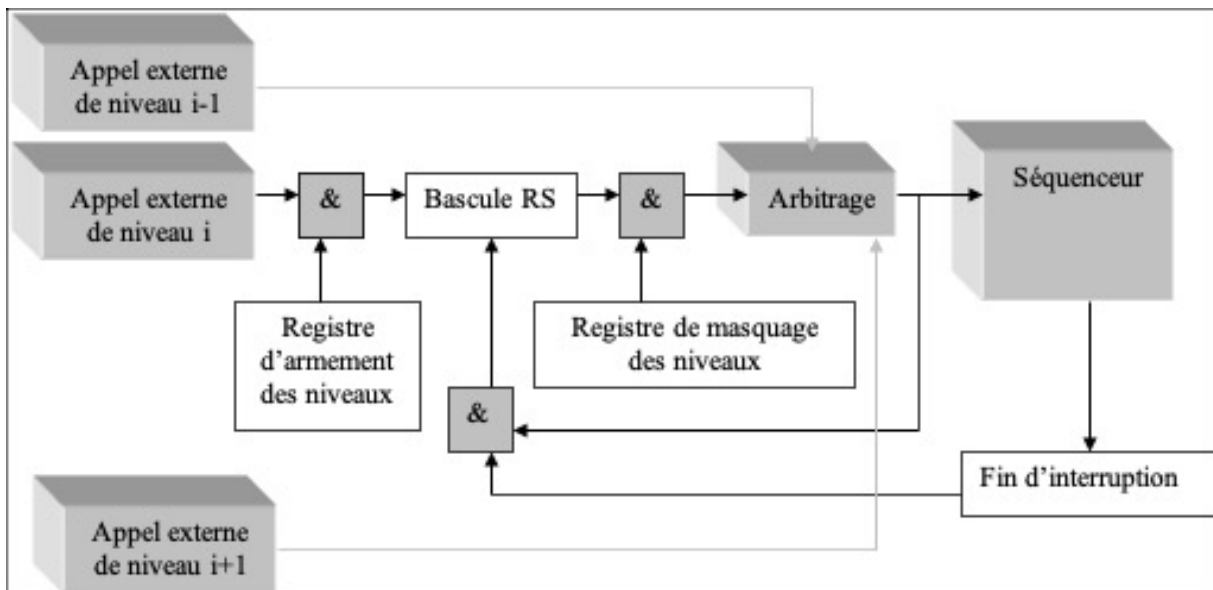 Appel externe
de niveau i-1
Appel externe
de niveau i
&
Bascule RS
&
Arbitrage
Séquenceur
Registre
d’armement
des niveaux
Registre de masquage
des niveaux
&
Fin d’interruption
Appel externe
de niveau i+1